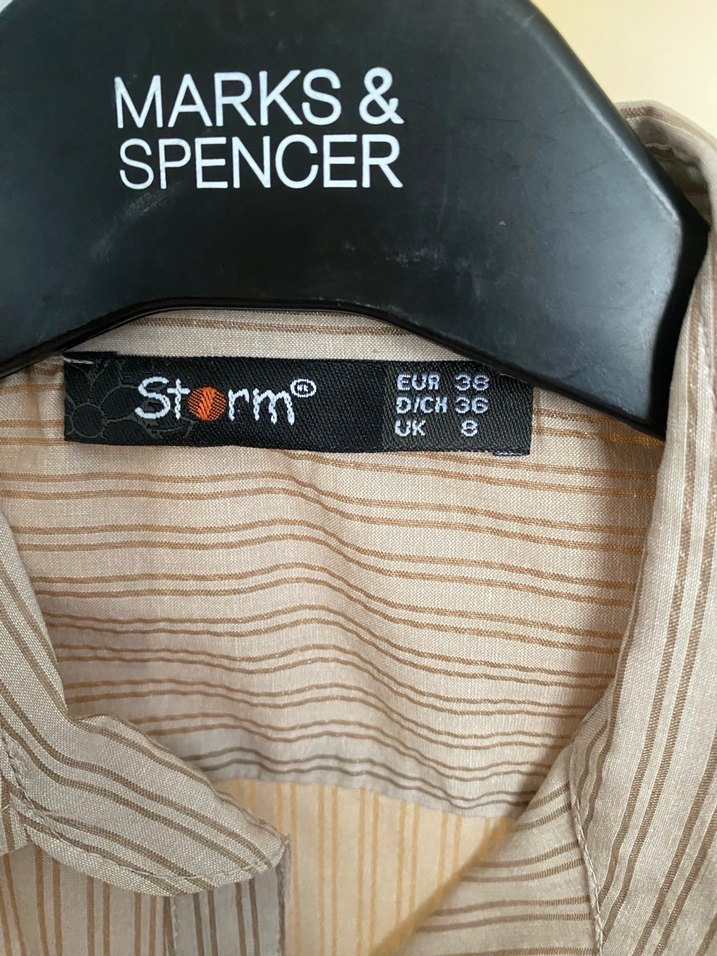 MARKS &
SPENCER
Storm®
EUR 38
D/CH 36
UK 8